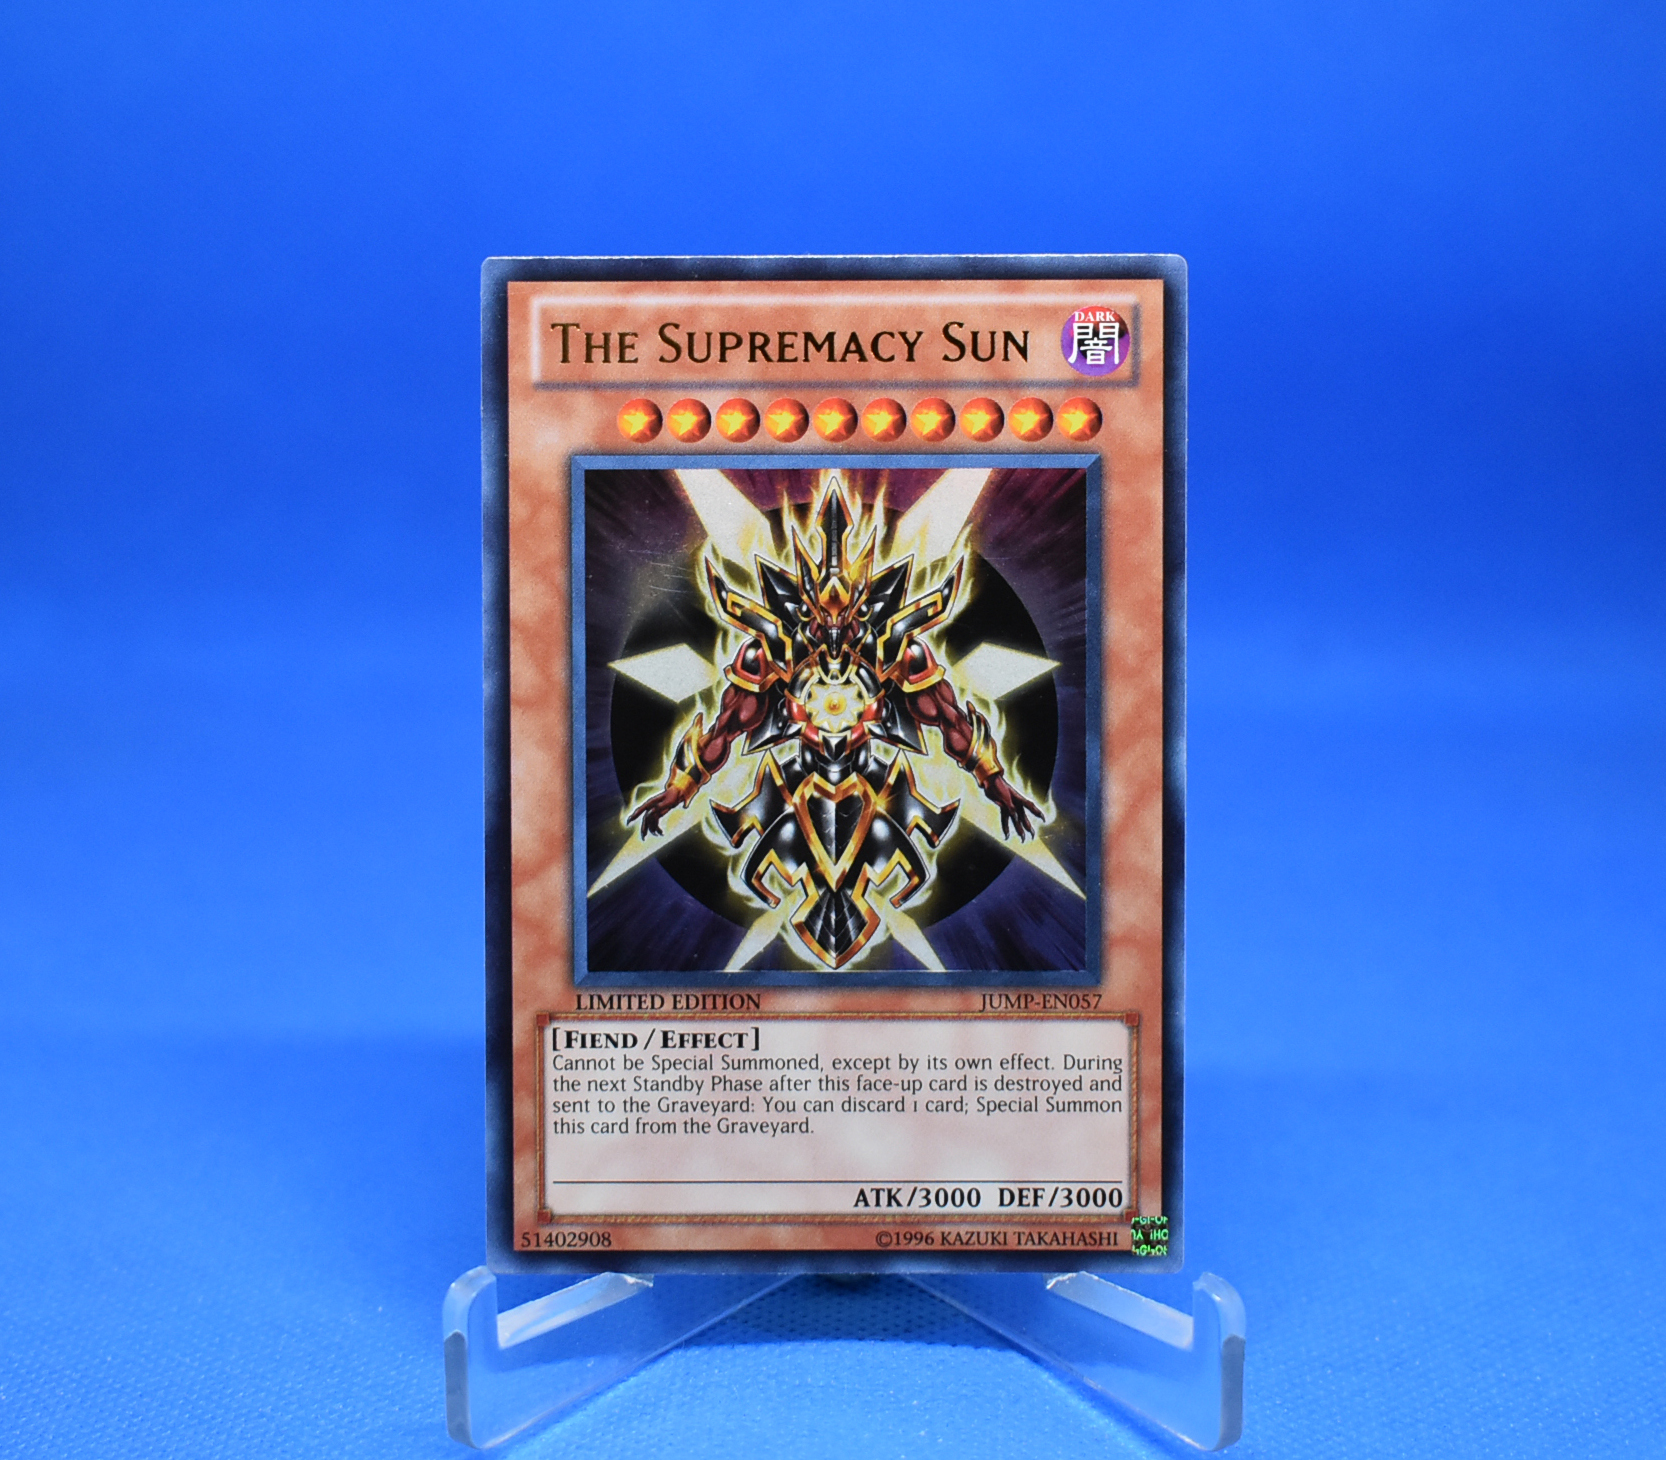 The Supremacy Sun
DARK
闇
LIMITED EDITION
JUMP-EN057
[Fiend / Effect]
Cannot be Special Summoned, except by its own effect. During
the next Standby Phase after this face-up card is destroyed and
sent to the Graveyard: You can discard 1 card; Special Summon
this card from the Graveyard.
ATK/3000 DEF/3000
51402908
©1996 KAZUKI TAKAHASHI